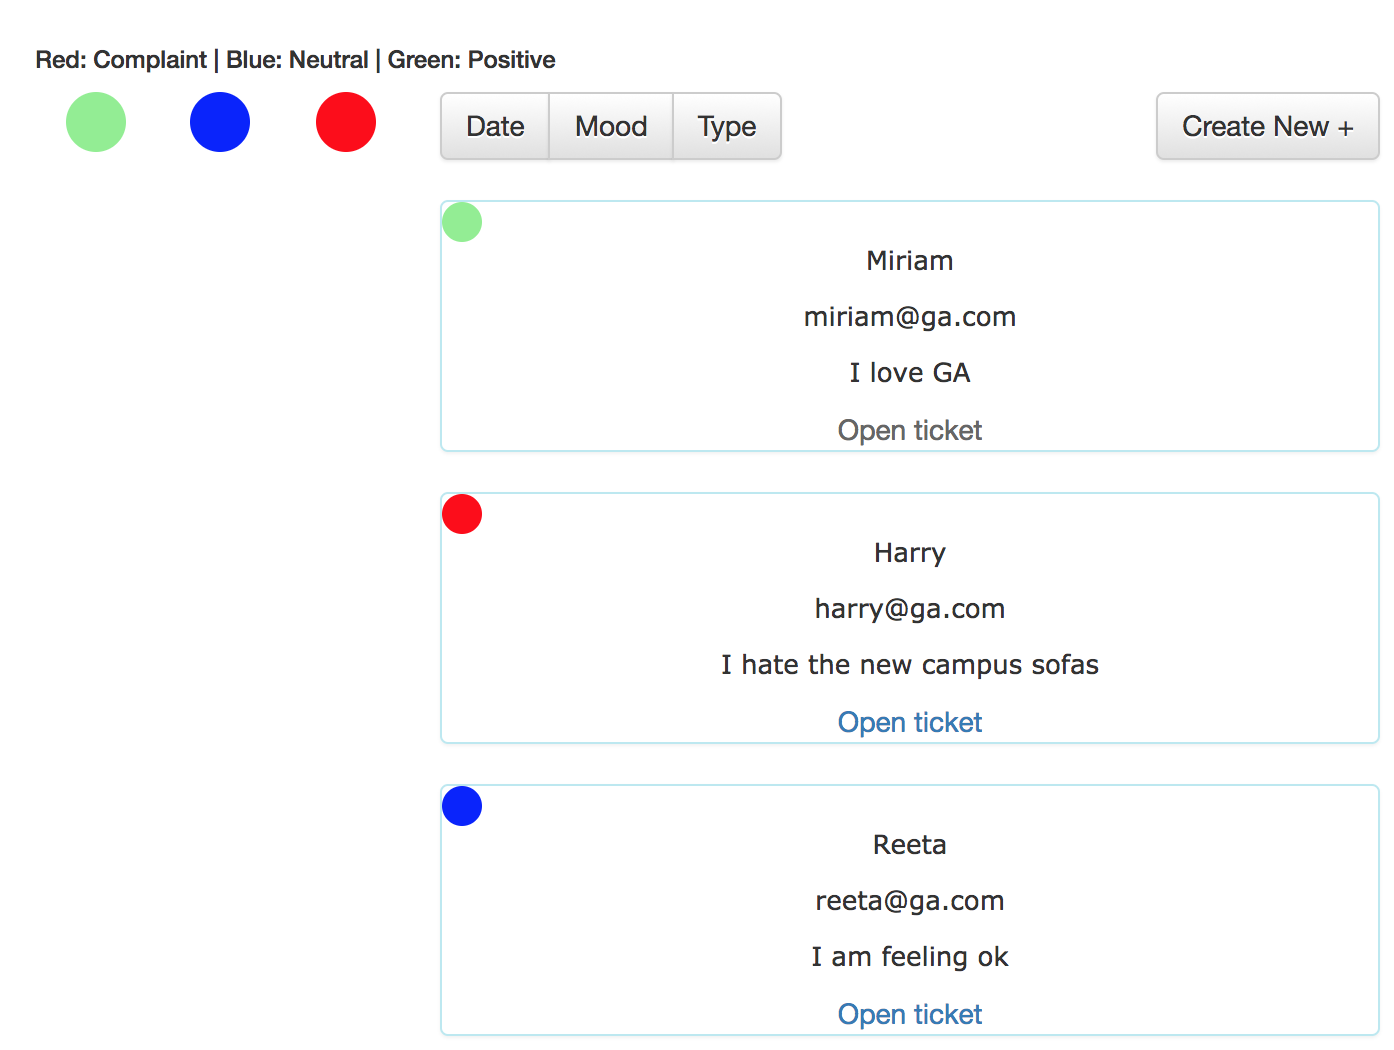 Red: Complaint | Blue: Neutral | Green: Positive
Date Mood Type Create New +
Miriam
miriam@ga.com
I love GA
Open ticket
Harry
harry@ga.com
I hate the new campus sofas
Open ticket
Reeta
reeta@ga.com
I am feeling ok
Open ticket